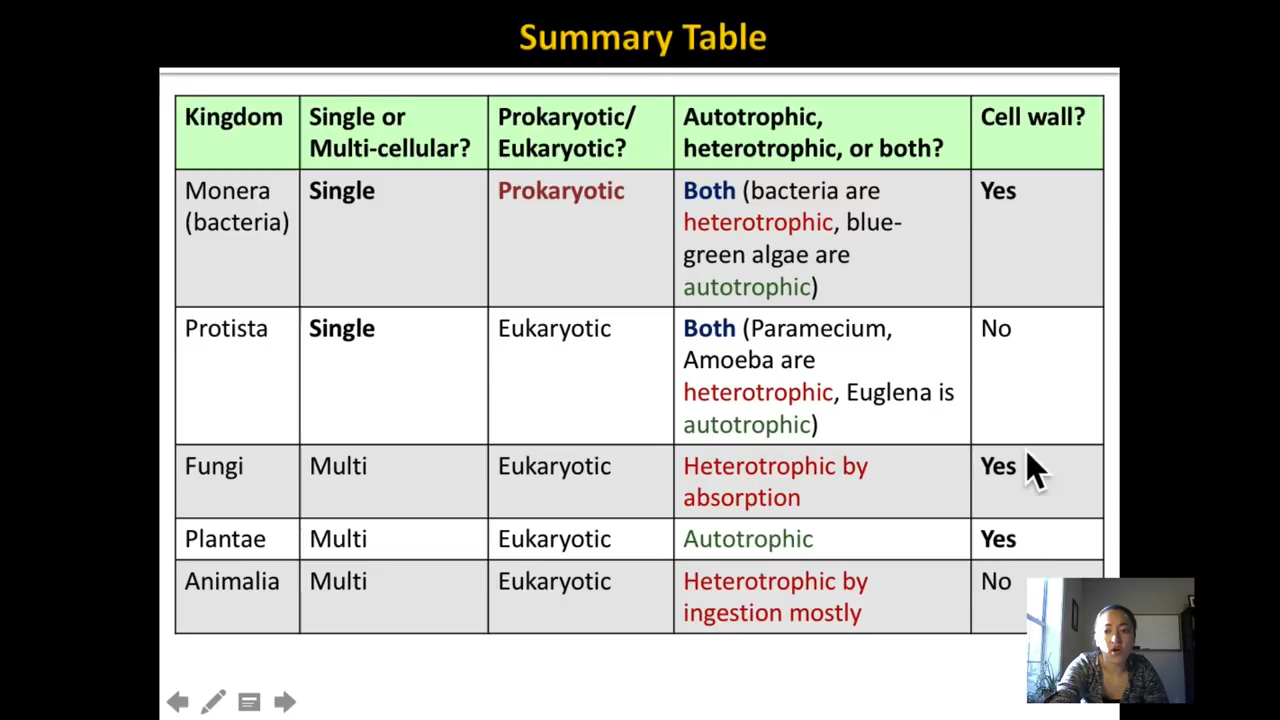 Summary Table
Kingdom
Single or
Multi-cellular?
Prokaryotic/
Eukaryotic?
Autotrophic,
heterotrophic, or both?
Cell wall?
Monera
(bacteria)
Single
Prokaryotic
Both (bacteria are
heterotrophic, blue-
green algae are
autotrophic)
Yes
Protista
Single
Eukaryotic
Both (Paramecium,
Amoeba are
heterotrophic, Euglena is
autotrophic)
No
Fungi
Multi
Eukaryotic
Heterotrophic by
absorption
Yes
Plantae
Multi
Eukaryotic
Autotrophic
Yes
Animalia
Multi
Eukaryotic
Heterotrophic by
ingestion mostly
No